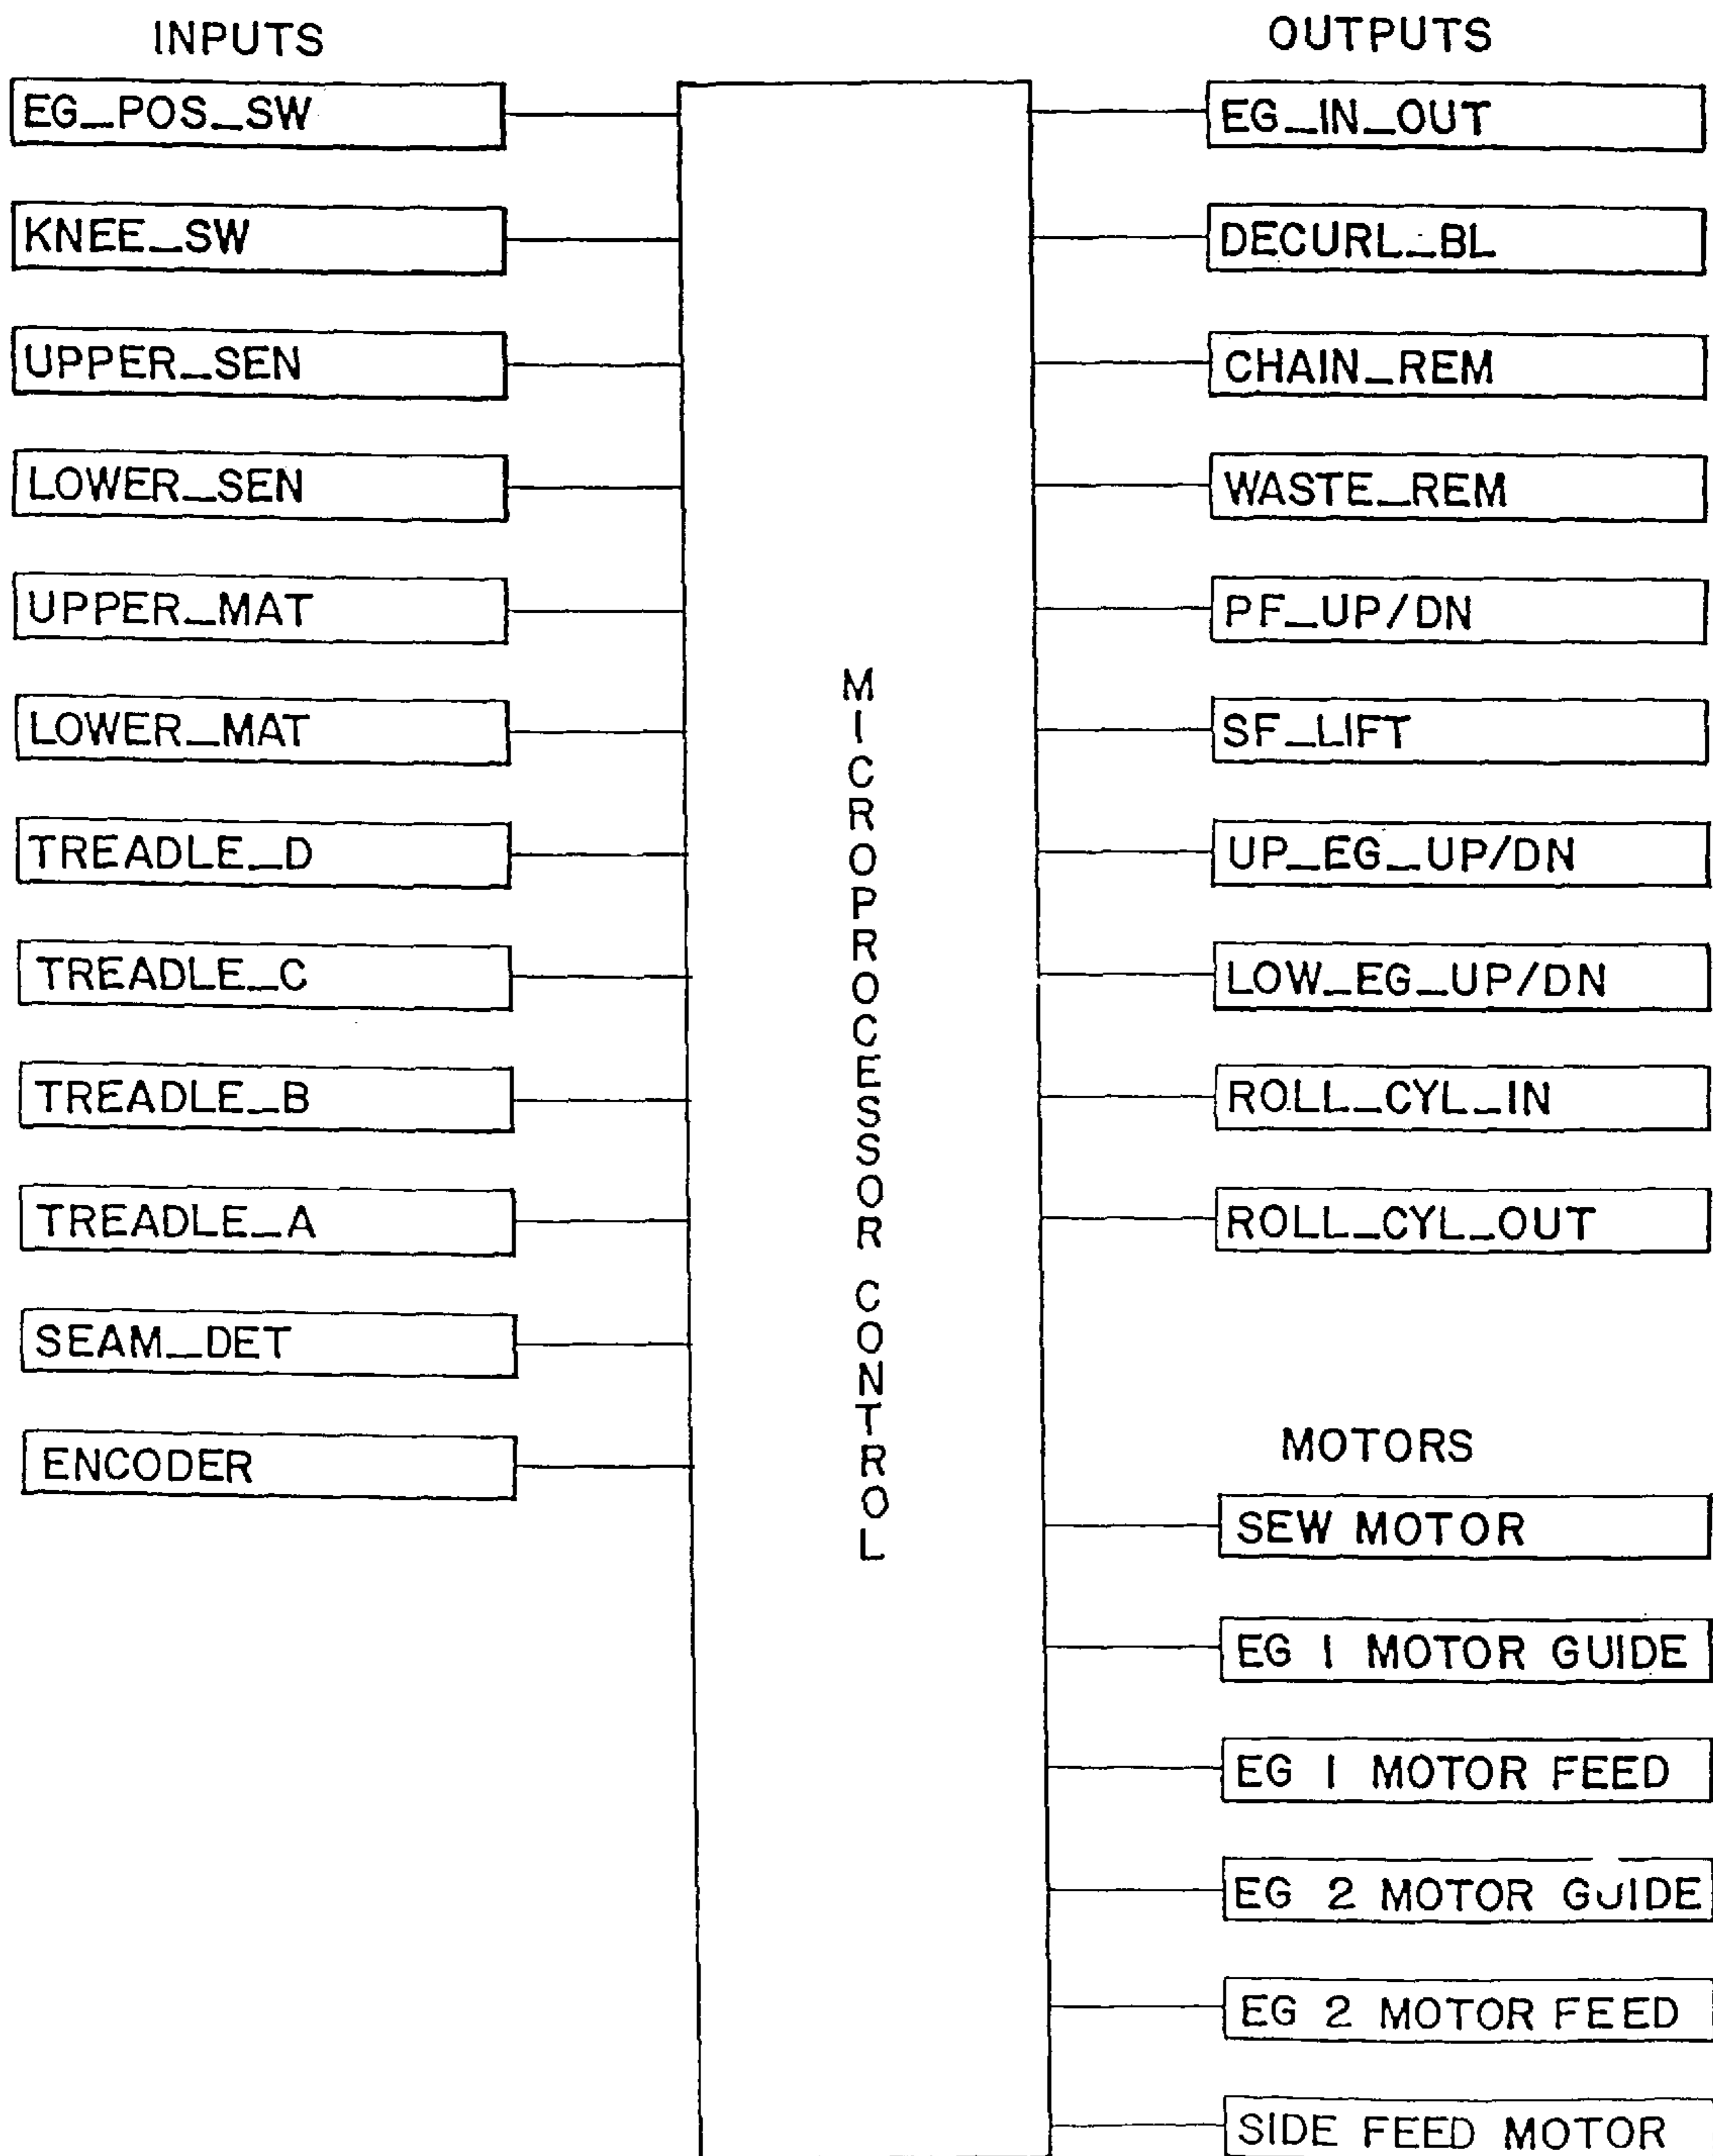 INPUTS
EG_POS_SW
KNEE_SW
UPPER_SEN
LOWER_SEN
UPPER_MAT
LOWER_MAT
TREADLE_D
TREADLE_C
TREADLE_B
TREADLE_A
SEAM_DET
ENCODER
MICROPROCESSOR CONTROL
OUTPUTS
EG_IN_OUT
DECURL_BL
CHAIN_REM
WASTE_REM
PF_UP/DN
SF_LIFT
UP_EG_UP/DN
LOW_EG_UP/DN
ROLL_CYL_IN
ROLL_CYL_OUT
MOTORS
SEW MOTOR
EG 1 MOTOR GUIDE
EG 1 MOTOR FEED
EG 2 MOTOR GUIDE
EG 2 MOTOR FEED
SIDE FEED MOTOR